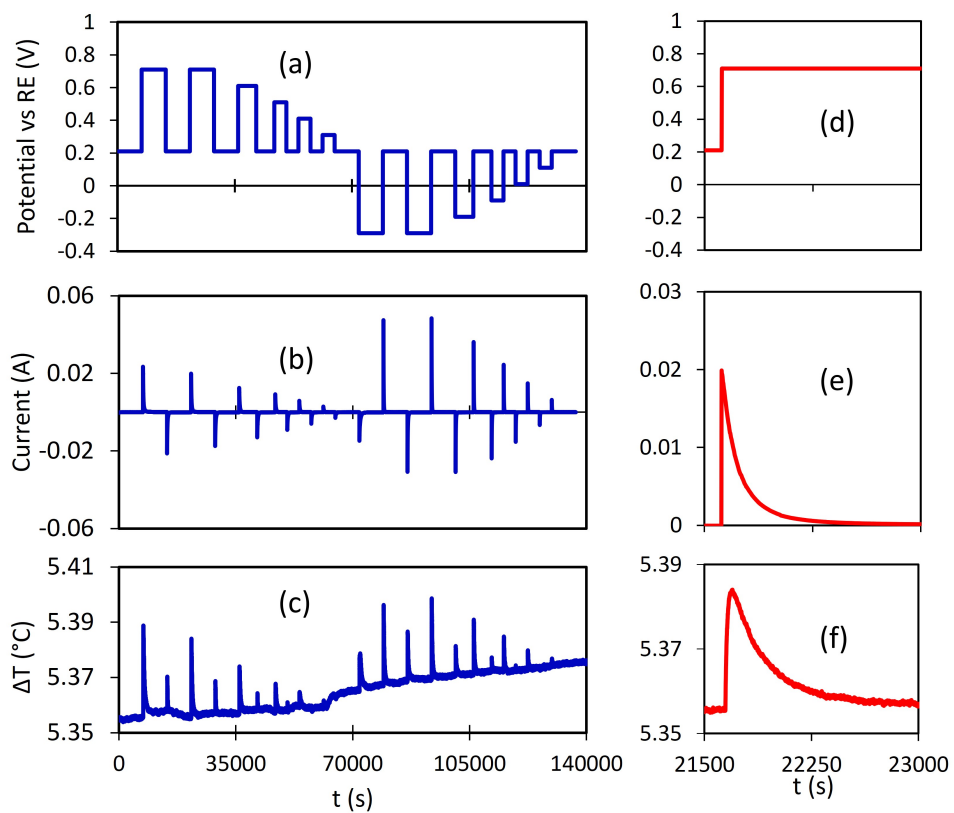 Potential vs RE (V)
1
0.8
0.6
0.4
0.2
0
-0.2
-0.4
(a)
1
0.8
0.6
0.4
0.2
0
-0.2
-0.4
(d)
Current (A)
0.06
0.02
-0.02
-0.06
(b)
0.03
0.02
0.01
0
(e)
ΔT (°C)
5.41
5.39
5.37
5.35
(c)
0 35000 70000 105000 140000
t (s)
5.39
5.37
5.35
(f)
21500 22250 23000
t (s)